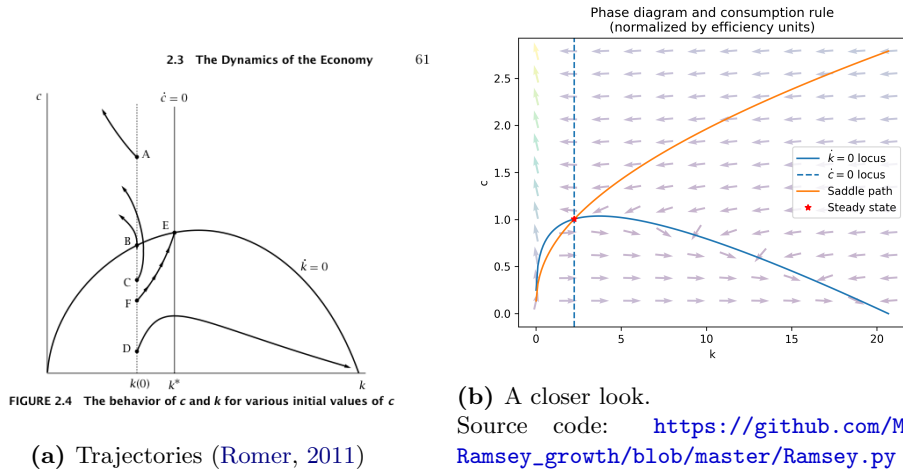 2.3 The Dynamics of the Economy 61
c
ċ = 0
A
B
E
C
F
D
k̇ = 0
k(0)
k*
k
FIGURE 2.4 The behavior of c and k for various initial values of c
(a) Trajectories (Romer, 2011)
Phase diagram and consumption rule
(normalized by efficiency units)
2.5
2.0
1.5
1.0
0.5
0.0
c
k̇ = 0 locus
ċ = 0 locus
Saddle path
Steady state
0 5 10 15 20
k
(b) A closer look.
Source code: https://github.com/M
Ramsey_growth/blob/master/Ramsey.py